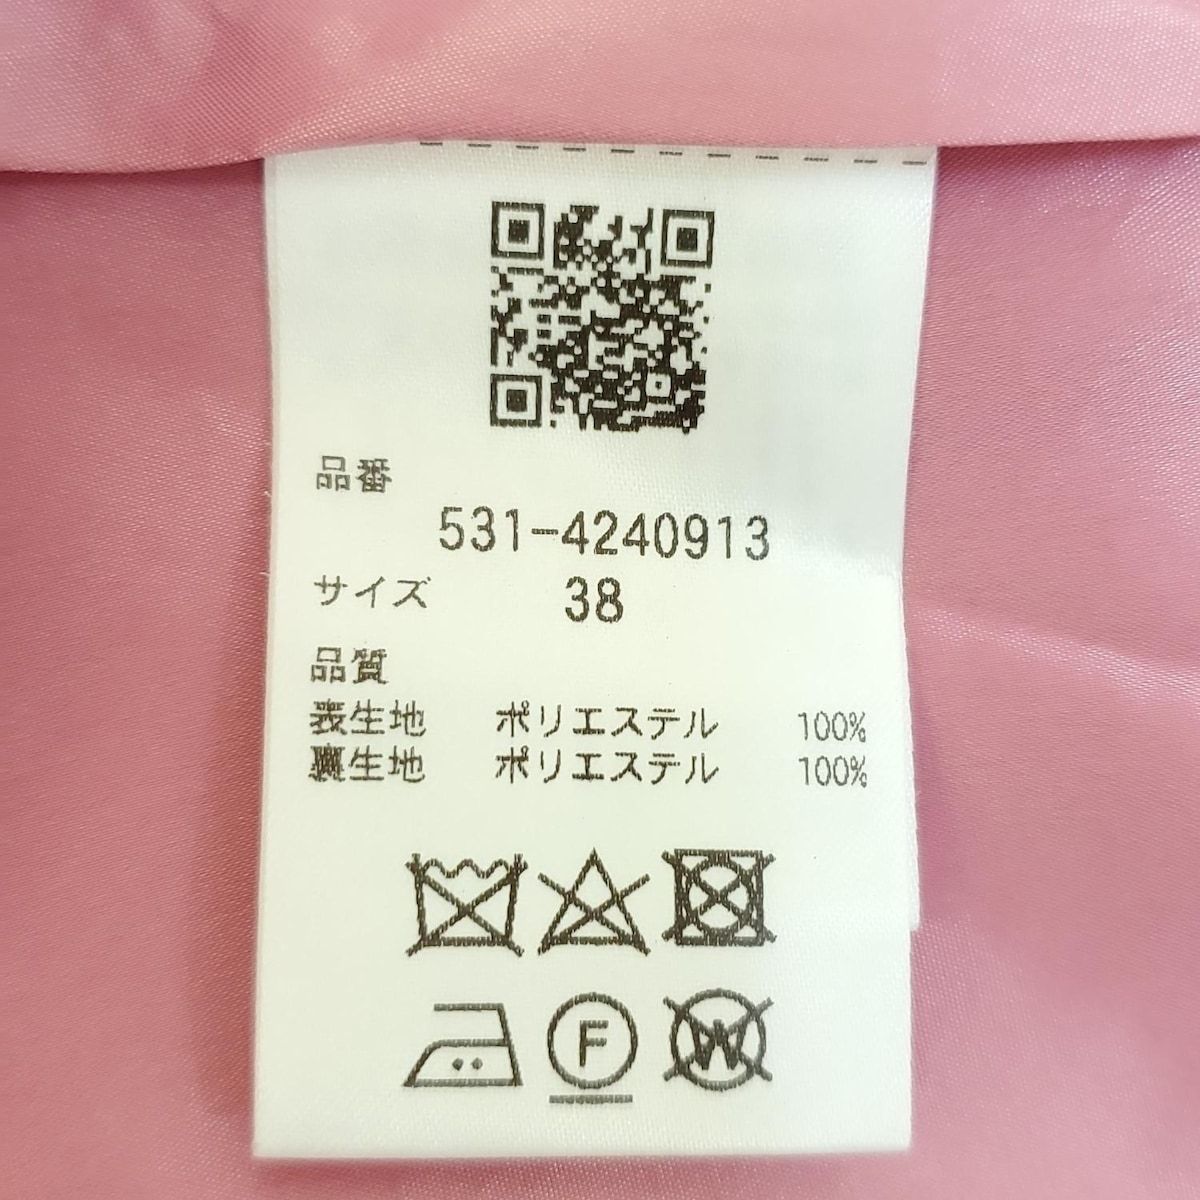 品番
531-4240913
サイズ 38
品質
表生地 ポリエステル 100%
裏生地 ポリエステル 100%
F W